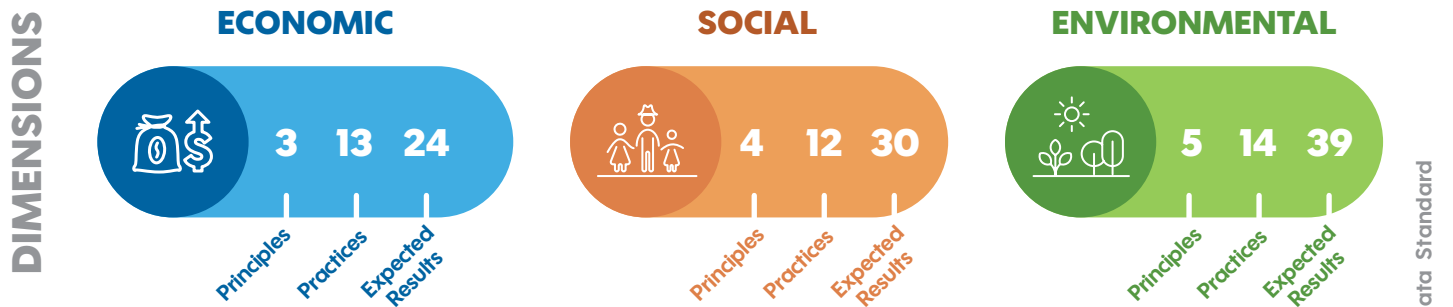 DIMENSIONS
ECONOMIC
3 13 24
Principles
Practices
Expected
Results
SOCIAL
4 12 30
Principles
Practices
Expected
Results
ENVIRONMENTAL
5 14 39
Principles
Practices
Expected
Results
Standard